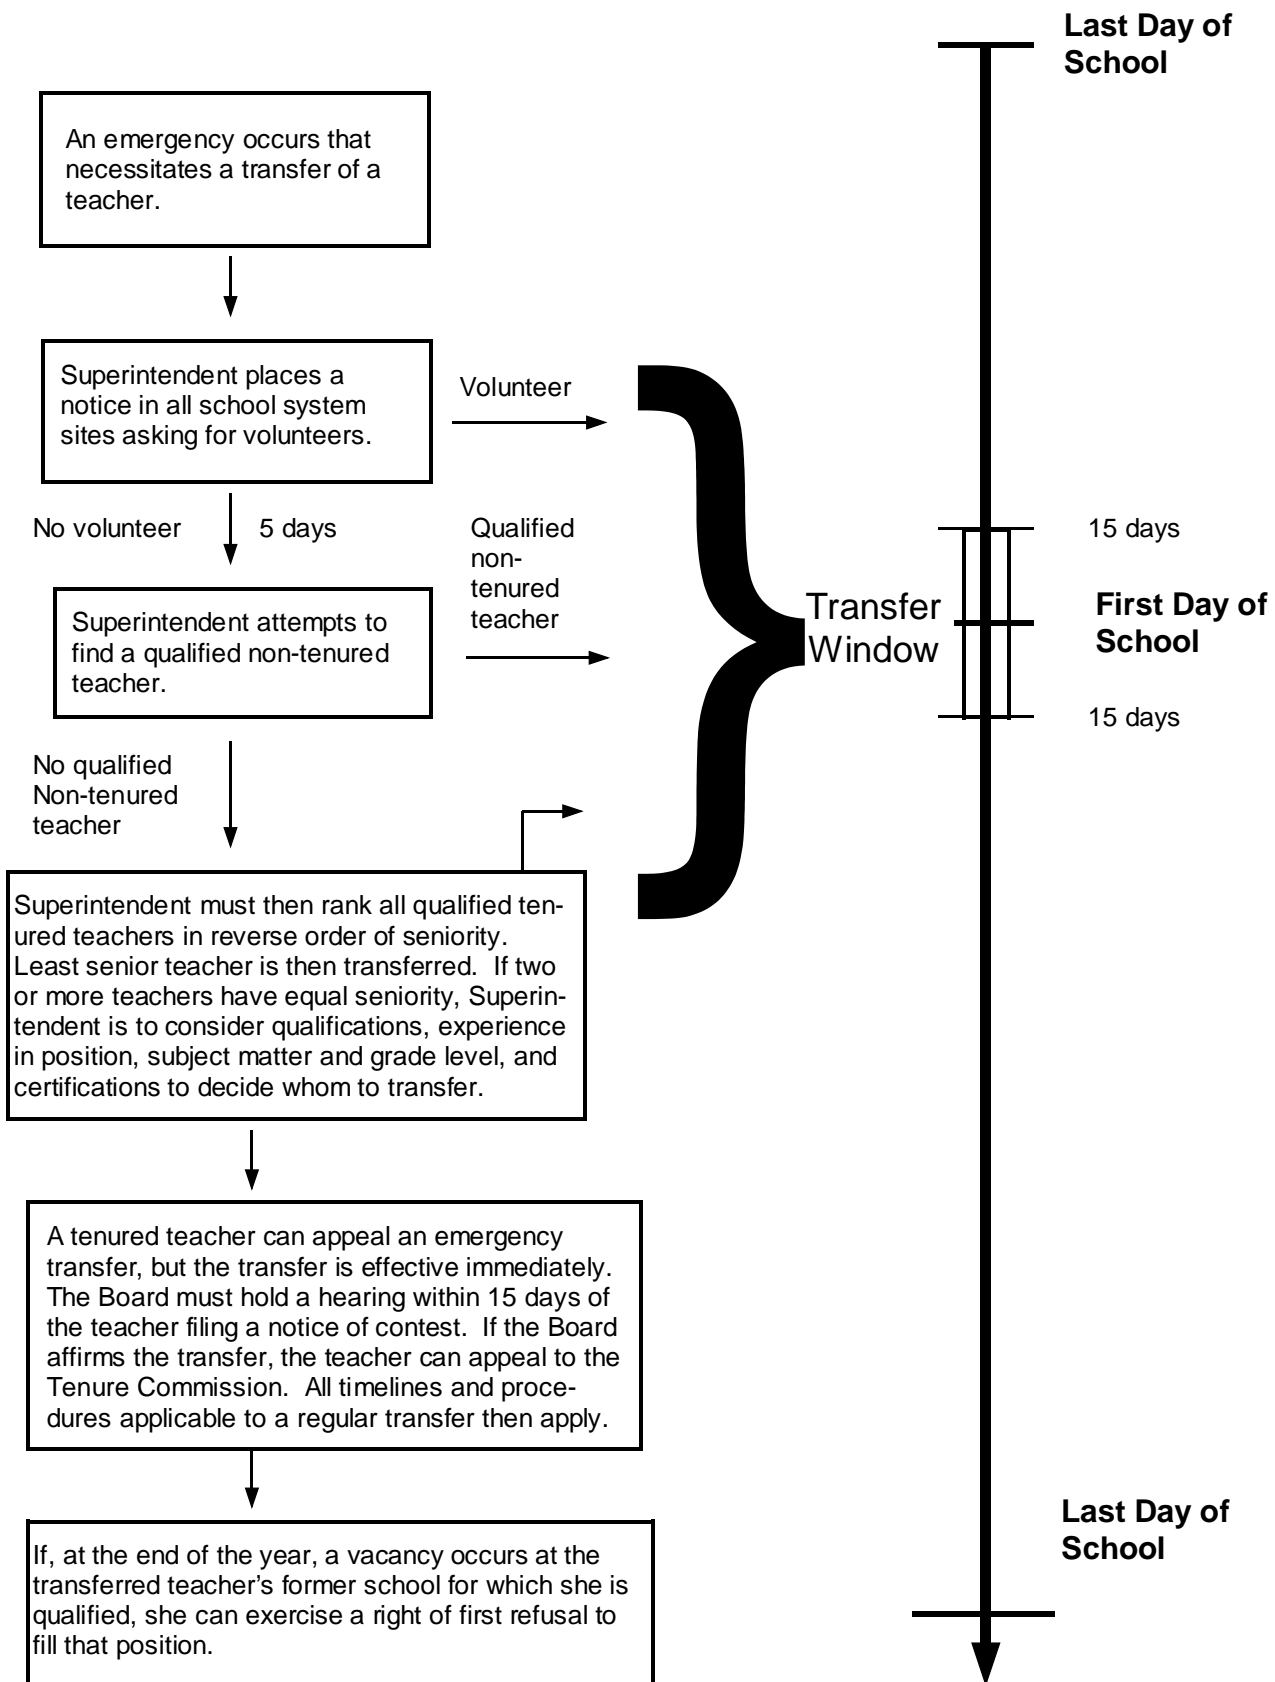 Last Day of
School
An emergency occurs that
necessitates a transfer of a
teacher.
Superintendent places a
notice in all school system
sites asking for volunteers.
Volunteer
No volunteer
5 days
Qualified
non-
tenured
teacher
Superintendent attempts to
find a qualified non-tenured
teacher.
Transfer
Window
15 days
First Day of
School
15 days
No qualified
Non-tenured
teacher
Superintendent must then rank all qualified ten-
ured teachers in reverse order of seniority.
Least senior teacher is then transferred.  If two
or more teachers have equal seniority, Superin-
tendent is to consider qualifications, experience
in position, subject matter and grade level, and
certifications to decide whom to transfer.
A tenured teacher can appeal an emergency
transfer, but the transfer is effective immediately.
The Board must hold a hearing within 15 days of
the teacher filing a notice of contest.  If the Board
affirms the transfer, the teacher can appeal to the
Tenure Commission.  All timelines and proce-
dures applicable to a regular transfer then apply.
If, at the end of the year, a vacancy occurs at the
transferred teacher’s former school for which she is
qualified, she can exercise a right of first refusal to
fill that position.
Last Day of
School